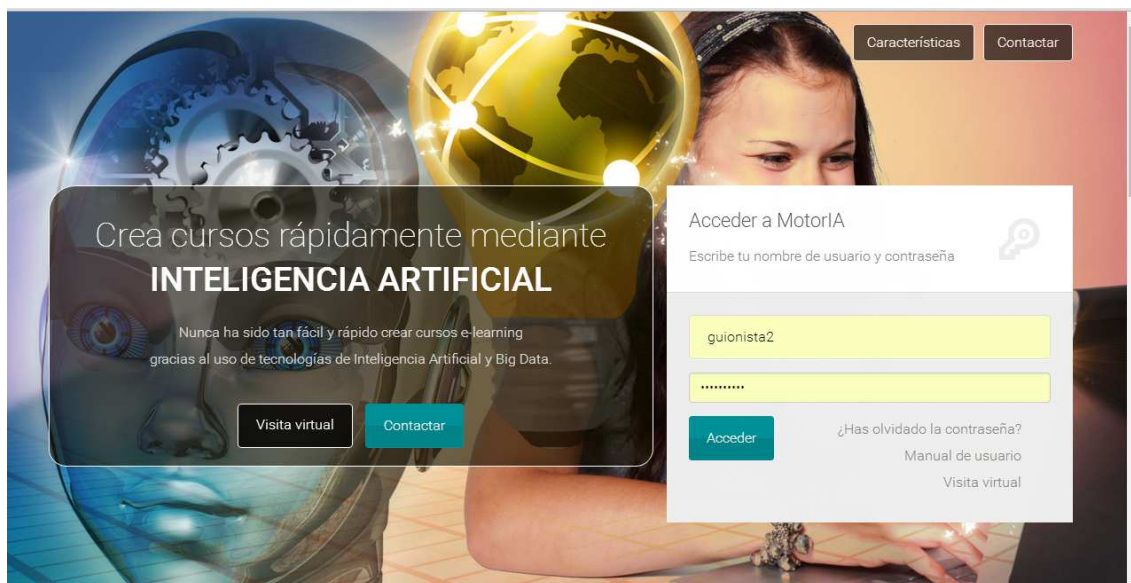 Características
Contactar
Crea cursos rápidamente mediante
INTELIGENCIA ARTIFICIAL
Nunca ha sido tan fácil y rápido crear cursos e-learning
gracias al uso de tecnologías de Inteligencia Artificial y Big Data.
Visita virtual
Contactar
Acceder a MotorIA
Escribe tu nombre de usuario y contraseña
guionista2
••••••••••
Acceder
¿Has olvidado la contraseña?
Manual de usuario
Visita virtual